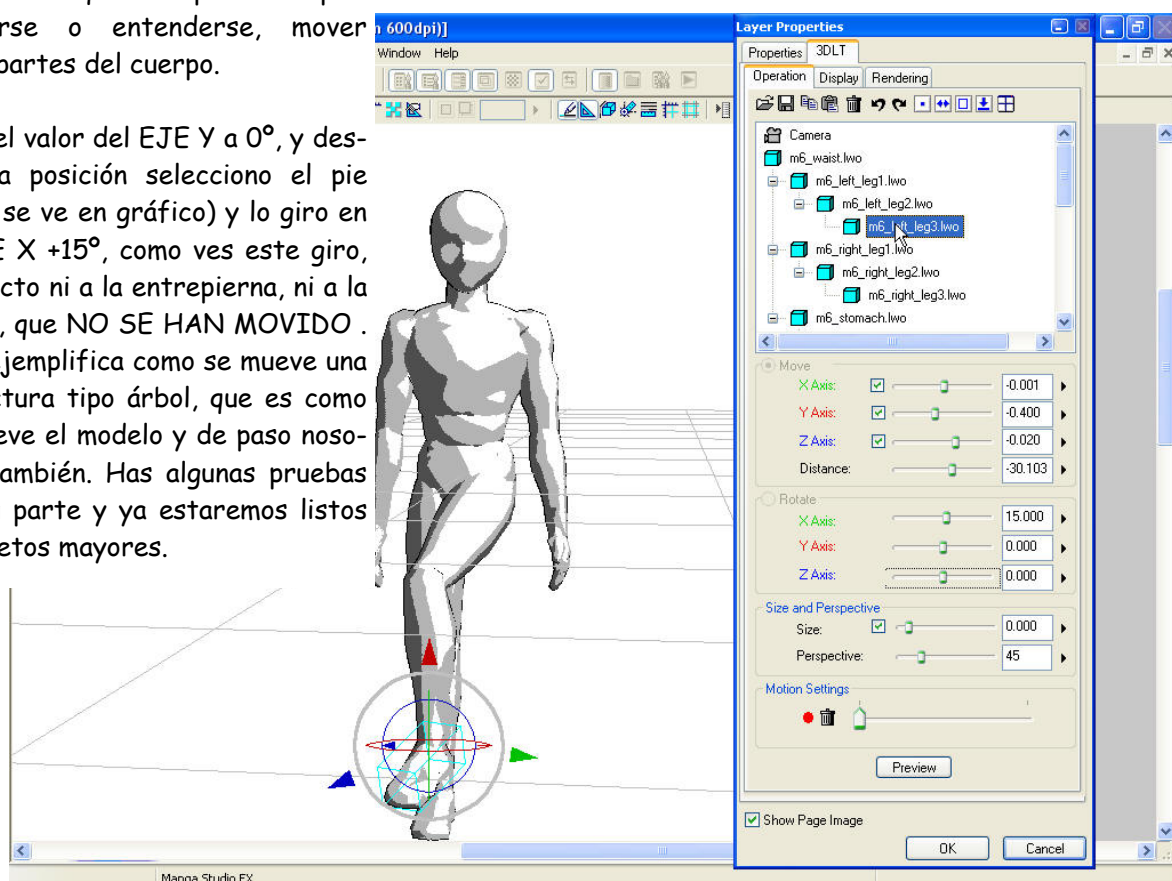 rse o entenderse, mover
partes del cuerpo.
el valor del EJE Y a 0º, y des-
a posición selecciono el pie
se ve en gráfico) y lo giro en
E X +15º, como ves este giro,
cto ni a la entrepierna, ni a la
, que NO SE HAN MOVIDO .
jemplifica como se mueve una
tura tipo árbol, que es como
eve el modelo y de paso noso-
ambién. Has algunas pruebas
parte y ya estaremos listos
etos mayores.
600dpi)]
Window Help
Layer Properties
Properties 3DLT
Operation Display Rendering
Camera
m6_waist.lwo
m6_left_leg1.lwo
m6_left_leg2.lwo
m6_left_leg3.lwo
m6_right_leg1.lwo
m6_right_leg2.lwo
m6_right_leg3.lwo
m6_stomach.lwo
Move
X Axis: -0.001
Y Axis: -0.400
Z Axis: -0.020
Distance: -30.103
Rotate
X Axis: 15.000
Y Axis: 0.000
Z Axis: 0.000
Size and Perspective
Size: 0.000
Perspective: 45
Motion Settings
Preview
Show Page Image
OK Cancel
Manga Studio EX